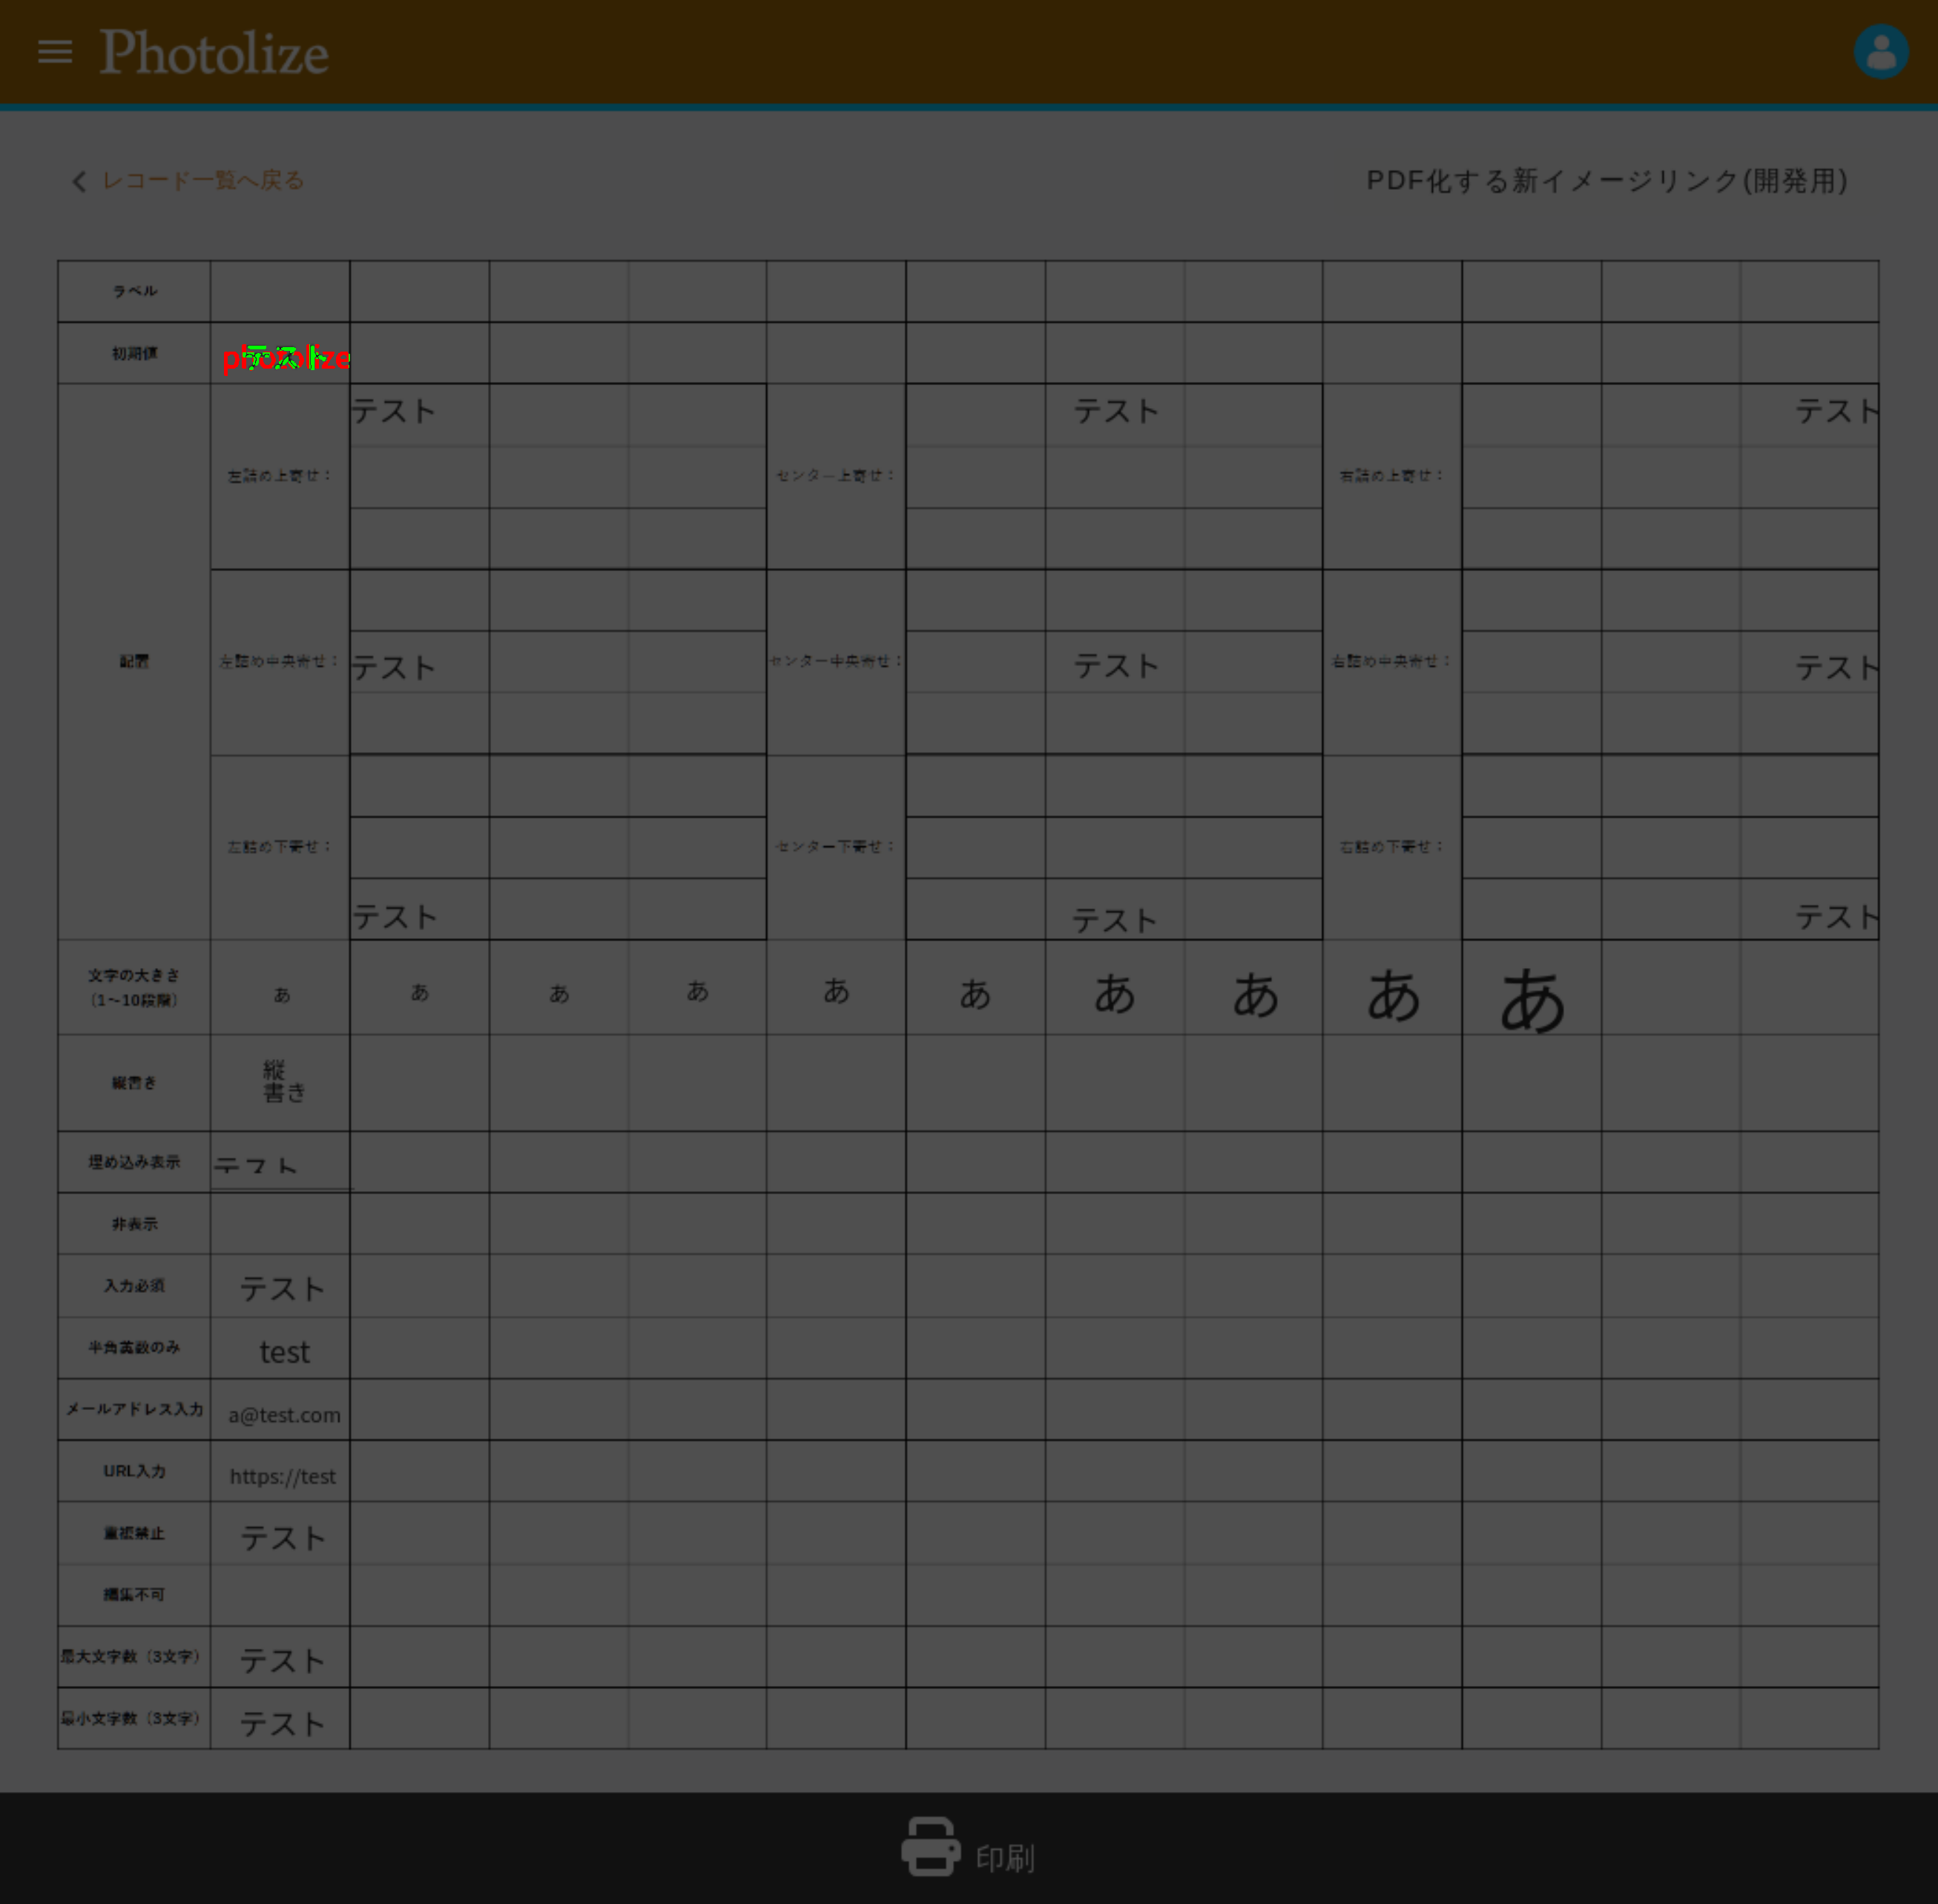 Photolize
レコード一覧へ戻る
PDF化する新イメージリンク(開発用)
ラベル
初期値
photolize
テスト
配置
左詰め上寄せ：
テスト
センター上寄せ：
テスト
右詰め上寄せ：
テスト
左詰め中央寄せ：
テスト
センター中央寄せ：
テスト
右詰め中央寄せ：
テスト
左詰め下寄せ：
テスト
センター下寄せ：
テスト
右詰め下寄せ：
テスト
文字の大きさ
（1～10段階）
あ あ あ あ あ あ あ あ あ あ
縦書き
縦
書き
埋め込み表示
テスト
非表示
入力必須
テスト
半角英数のみ
test
メールアドレス入力
a@test.com
URL入力
https://test
重複禁止
テスト
編集不可
最大文字数（3文字）
テスト
最小文字数（3文字）
テスト
印刷